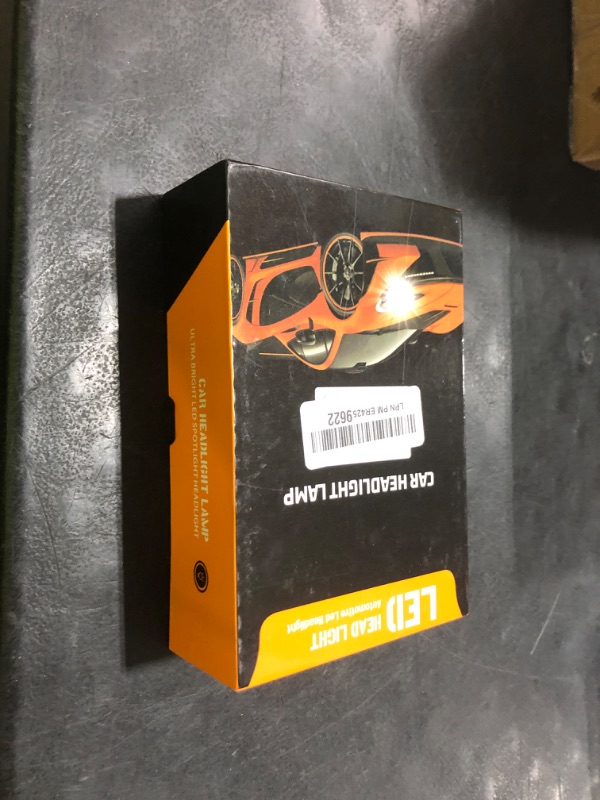 LED HEAD LIGHT
Automotive Led Headlight
CAR HEADLIGHT LAMP
LPN PM ER4259622
CAR HEADLIGHT LAMP
ULTRA BRIGHT LED SPOTLIGHT HEADLIGHT